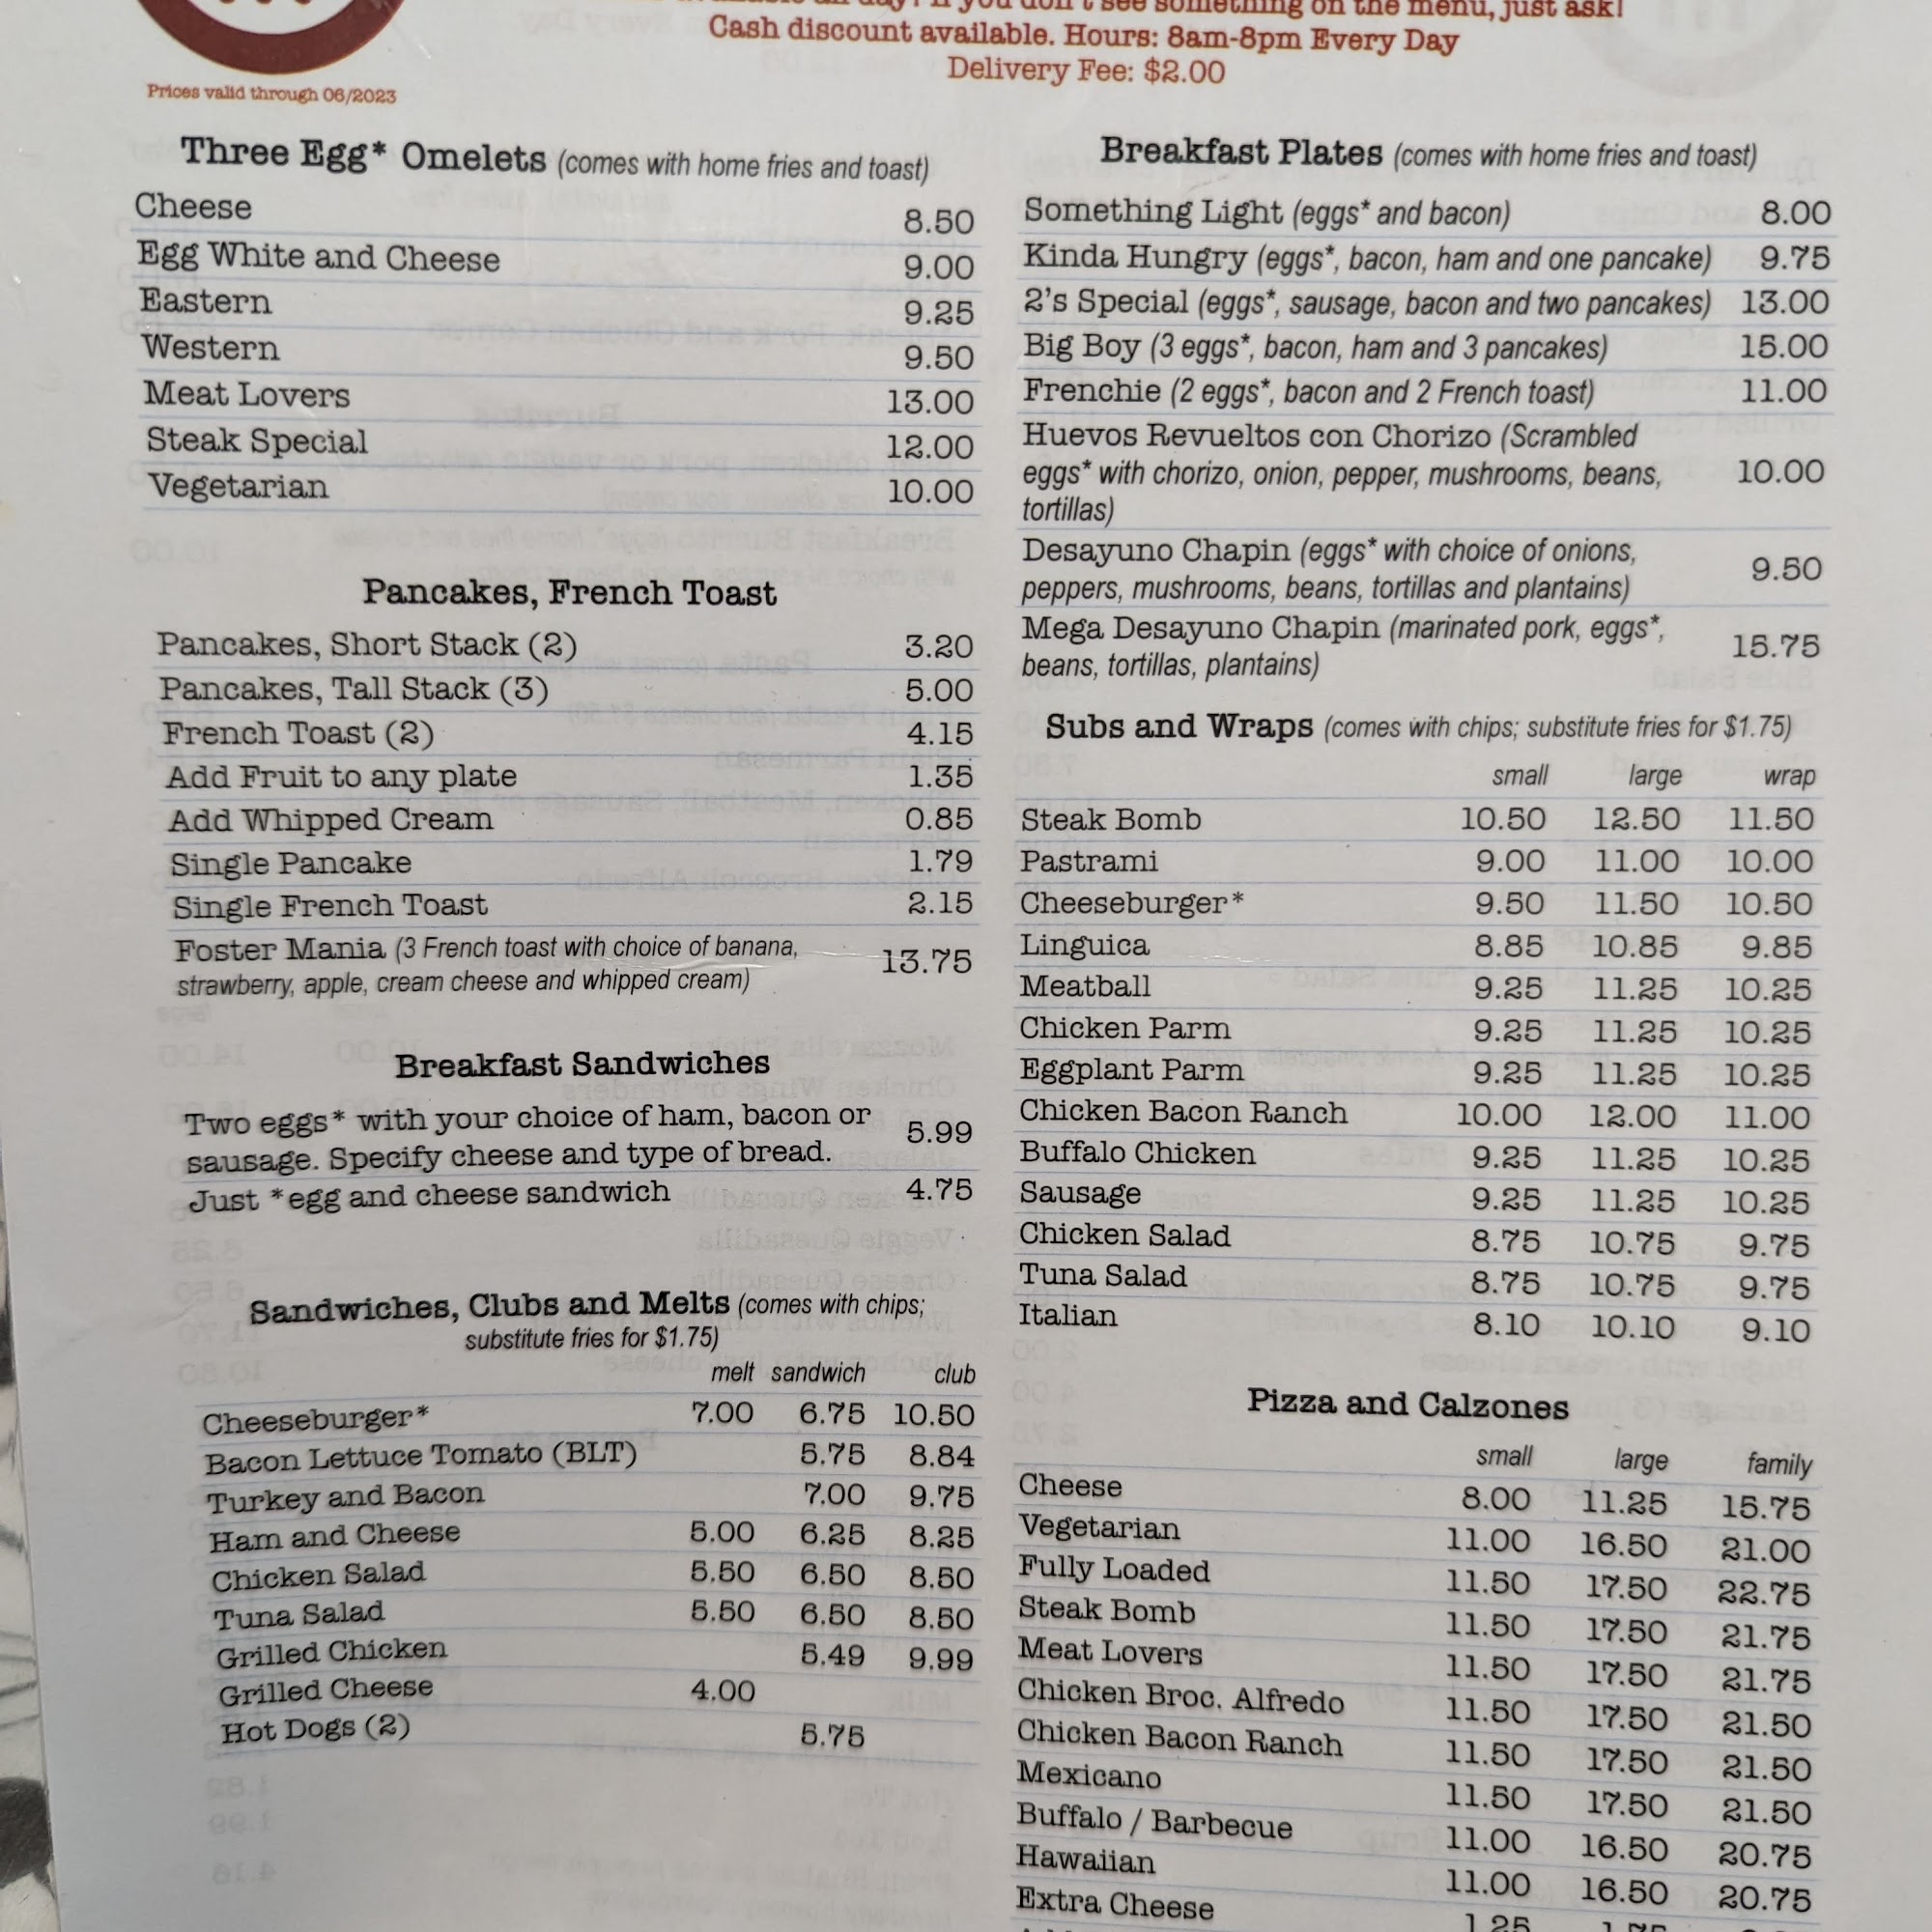 the menu, just ask!
Cash discount available. Hours: 8am-8pm Every Day
Delivery Fee: $2.00
Prices valid through 06/2023
Three Egg* Omelets (comes with home fries and toast)
Cheese 8.50
Egg White and Cheese 9.00
Eastern 9.25
Western 9.50
Meat Lovers 13.00
Steak Special 12.00
Vegetarian 10.00
Pancakes, French Toast
Pancakes, Short Stack (2) 3.20
Pancakes, Tall Stack (3) 5.00
French Toast (2) 4.15
Add Fruit to any plate 1.35
Add Whipped Cream 0.85
Single Pancake 1.79
Single French Toast 2.15
Foster Mania (3 French toast with choice of banana,
strawberry, apple, cream cheese and whipped cream) 13.75
Breakfast Sandwiches
Two eggs* with your choice of ham, bacon or
sausage. Specify cheese and type of bread. 5.99
Just *egg and cheese sandwich 4.75
Sandwiches, Clubs and Melts (comes with chips;
substitute fries for $1.75)
melt sandwich club
Cheeseburger* 7.00 6.75 10.50
Bacon Lettuce Tomato (BLT) 5.75 8.84
Turkey and Bacon 7.00 9.75
Ham and Cheese 5.00 6.25 8.25
Chicken Salad 5.50 6.50 8.50
Tuna Salad 5.50 6.50 8.50
Grilled Chicken 5.49 9.99
Grilled Cheese 4.00
Hot Dogs (2) 5.75
Breakfast Plates (comes with home fries and toast)
Something Light (eggs* and bacon) 8.00
Kinda Hungry (eggs*, bacon, ham and one pancake) 9.75
2's Special (eggs*, sausage, bacon and two pancakes) 13.00
Big Boy (3 eggs*, bacon, ham and 3 pancakes) 15.00
Frenchie (2 eggs*, bacon and 2 French toast) 11.00
Huevos Revueltos con Chorizo (Scrambled
eggs* with chorizo, onion, pepper, mushrooms, beans, 10.00
tortillas)
Desayuno Chapin (eggs* with choice of onions,
peppers, mushrooms, beans, tortillas and plantains) 9.50
Mega Desayuno Chapin (marinated pork, eggs*,
beans, tortillas, plantains) 15.75
Subs and Wraps (comes with chips; substitute fries for $1.75)
small large wrap
Steak Bomb 10.50 12.50 11.50
Pastrami 9.00 11.00 10.00
Cheeseburger* 9.50 11.50 10.50
Linguica 8.85 10.85 9.85
Meatball 9.25 11.25 10.25
Chicken Parm 9.25 11.25 10.25
Eggplant Parm 9.25 11.25 10.25
Chicken Bacon Ranch 10.00 12.00 11.00
Buffalo Chicken 9.25 11.25 10.25
Sausage 9.25 11.25 10.25
Chicken Salad 8.75 10.75 9.75
Tuna Salad 8.75 10.75 9.75
Italian 8.10 10.10 9.10
Pizza and Calzones
small large family
Cheese 8.00 11.25 15.75
Vegetarian 11.00 16.50 21.00
Fully Loaded 11.50 17.50 22.75
Steak Bomb 11.50 17.50 21.75
Meat Lovers 11.50 17.50 21.75
Chicken Broc. Alfredo 11.50 17.50 21.50
Chicken Bacon Ranch 11.50 17.50 21.50
Mexicano 11.50 17.50 21.50
Buffalo / Barbecue 11.00 16.50 20.75
Hawaiian 11.00 16.50 20.75
Extra Cheese 1.25